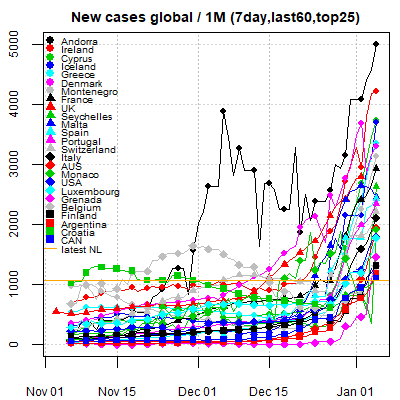 New cases global / 1M (7day,last60,top25)
5000
4000
3000
2000
1000
0
Andorra
Ireland
Cyprus
Iceland
Greece
Denmark
Montenegro
France
UK
Seychelles
Malta
Spain
Portugal
Switzerland
Italy
AUS
Monaco
USA
Luxembourg
Grenada
Belgium
Finland
Argentina
Croatia
CAN
latest NL
Nov 01
Nov 15
Dec 01
Dec 15
Jan 01